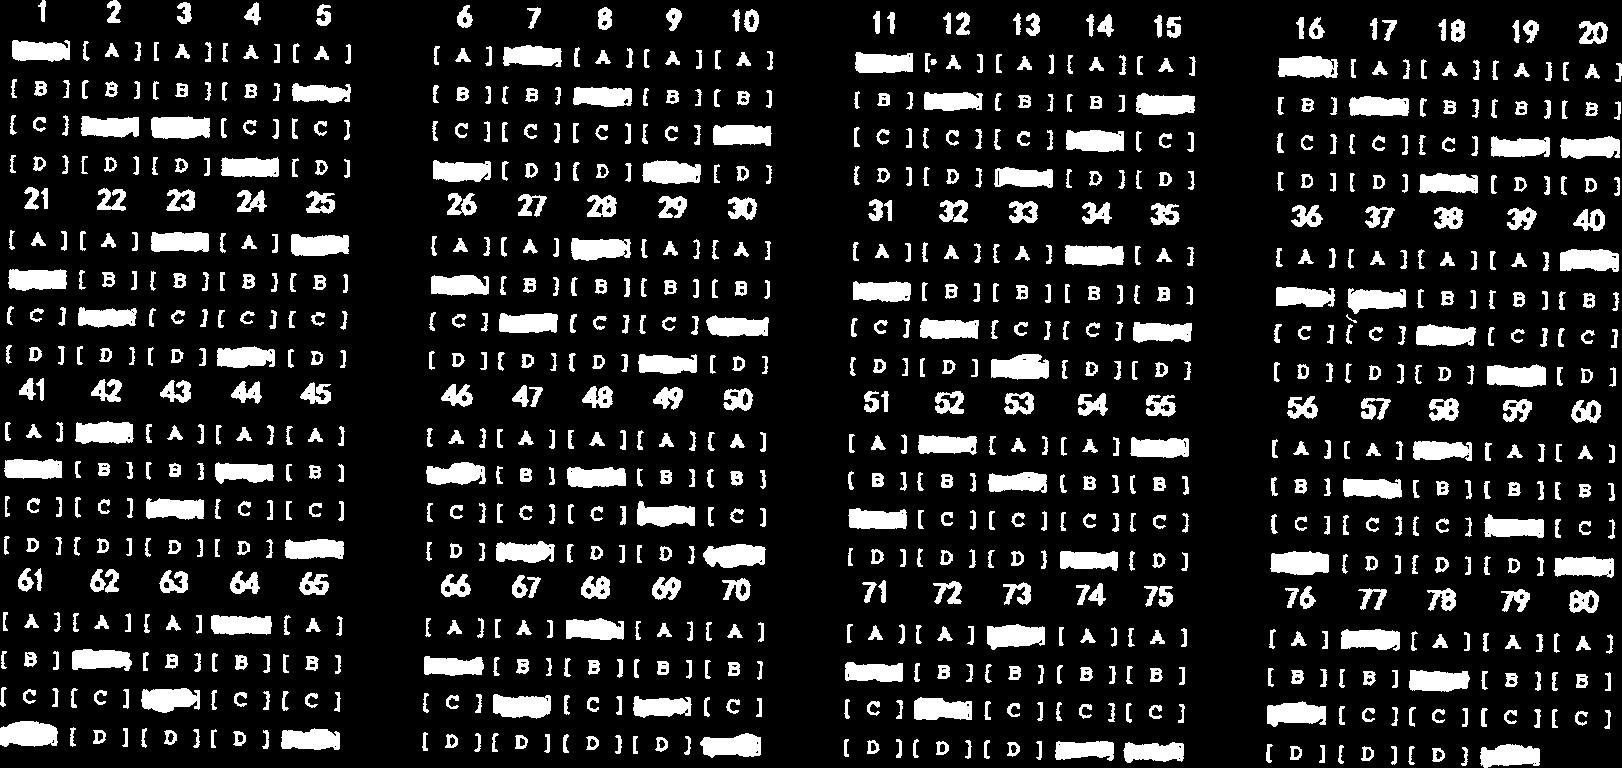 1 2 3 4 5 6 7 8 9 10 11 12 13 14 15 16 17 18 19 20
[ A ] [ A ] [ A ] [ A ] [ A ] [ A ] [ A ] [ A ] [ A ] [ A ] [ A ] [ A ] [ A ] [ A ] [ A ] [ A ]
[ B ] [ B ] [ B ] [ B ] [ B ] [ B ] [ B ] [ B ] [ B ] [ B ] [ B ] [ B ] [ B ] [ B ] [ B ]
[ C ] [ C ] [ C ] [ C ] [ C ] [ C ] [ C ] [ C ] [ C ] [ C ] [ C ] [ C ] [ C ] [ C ]
[ D ] [ D ] [ D ] [ D ] [ D ] [ D ] [ D ] [ D ] [ D ] [ D ] [ D ] [ D ] [ D ] [ D ] [ D ]
21 22 23 24 25 26 27 28 29 30 31 32 33 34 35 36 37 38 39 40
[ A ] [ A ] [ A ] [ A ] [ A ] [ A ] [ A ] [ A ] [ A ] [ A ] [ A ] [ A ] [ A ] [ A ] [ A ]
[ B ] [ B ] [ B ] [ B ] [ B ] [ B ] [ B ] [ B ] [ B ] [ B ] [ B ] [ B ] [ B ] [ B ] [ B ]
[ C ] [ C ] [ C ] [ C ] [ C ] [ C ] [ C ] [ C ] [ C ] [ C ] [ C ] [ C ] [ C ] [ C ]
[ D ] [ D ] [ D ] [ D ] [ D ] [ D ] [ D ] [ D ] [ D ] [ D ] [ D ] [ D ] [ D ] [ D ] [ D ] [ D ]
41 42 43 44 45 46 47 48 49 50 51 52 53 54 55 56 57 58 59 60
[ A ] [ A ] [ A ] [ A ] [ A ] [ A ] [ A ] [ A ] [ A ] [ A ] [ A ] [ A ] [ A ] [ A ] [ A ] [ A ]
[ B ] [ B ] [ B ] [ B ] [ B ] [ B ] [ B ] [ B ] [ B ] [ B ] [ B ] [ B ] [ B ] [ B ]
[ C ] [ C ] [ C ] [ C ] [ C ] [ C ] [ C ] [ C ] [ C ] [ C ] [ C ] [ C ] [ C ] [ C ] [ C ] [ C ]
[ D ] [ D ] [ D ] [ D ] [ D ] [ D ] [ D ] [ D ] [ D ] [ D ] [ D ] [ D ] [ D ] [ D ]
61 62 63 64 65 66 67 68 69 70 71 72 73 74 75 76 77 78 79 80
[ A ] [ A ] [ A ] [ A ] [ A ] [ A ] [ A ] [ A ] [ A ] [ A ] [ A ] [ A ] [ A ] [ A ] [ A ] [ A ]
[ B ] [ B ] [ B ] [ B ] [ B ] [ B ] [ B ] [ B ] [ B ] [ B ] [ B ] [ B ] [ B ] [ B ] [ B ] [ B ]
[ C ] [ C ] [ C ] [ C ] [ C ] [ C ] [ C ] [ C ] [ C ] [ C ] [ C ] [ C ] [ C ] [ C ] [ C ]
[ D ] [ D ] [ D ] [ D ] [ D ] [ D ] [ D ] [ D ] [ D ] [ D ] [ D ] [ D ] [ D ]